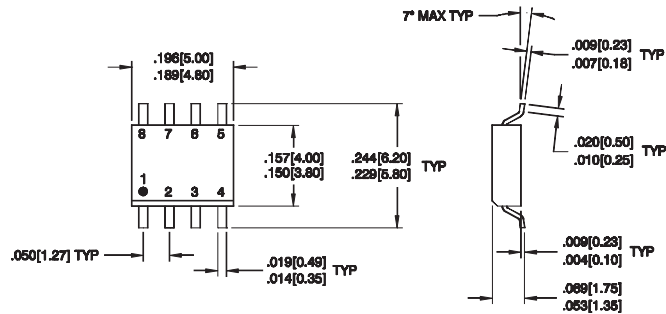 7° MAX TYP
.196[5.00]
.189[4.80]
.009[0.23]
.007[0.18]
TYP
8 7 6 5
1
2 3 4
.157[4.00]
.150[3.80]
.244[6.20]
.229[5.80]
TYP
.020[0.50]
.010[0.25]
TYP
.050[1.27] TYP
.019[0.49]
.014[0.35]
TYP
.009[0.23]
.004[0.10]
TYP
.069[1.75]
.053[1.35]